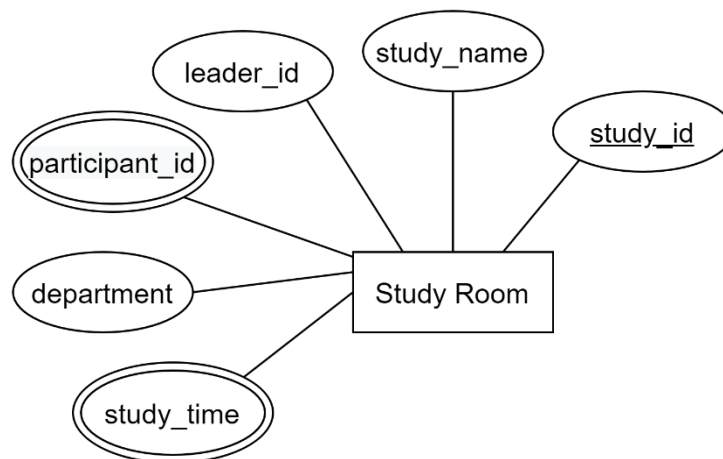 study_name
leader_id
study_id
participant_id
department
Study Room
study_time